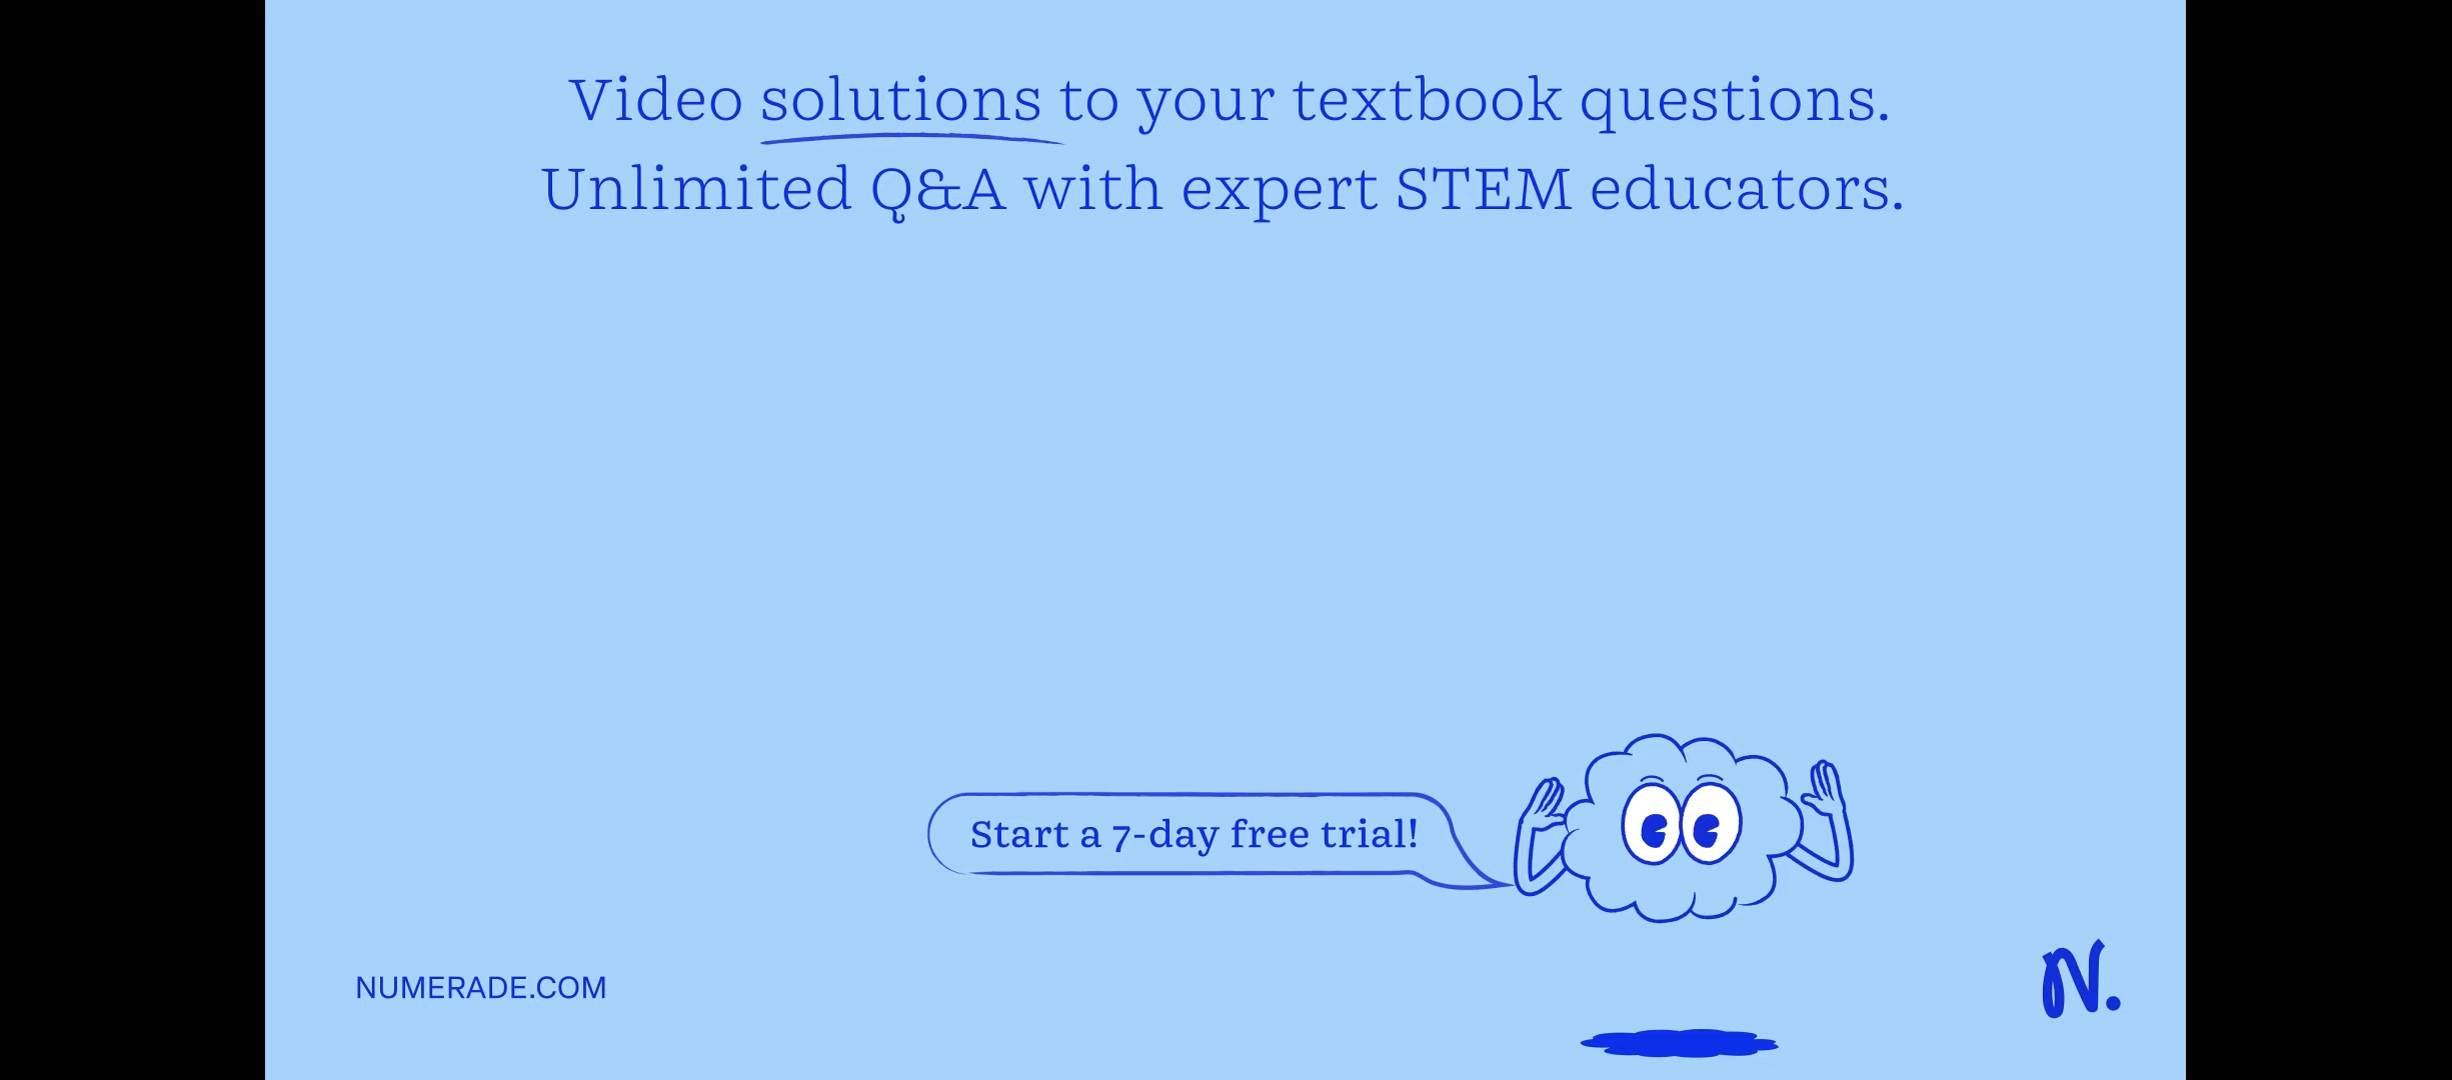 Video solutions to your textbook questions.
Unlimited Q&A with expert STEM educators.
Start a 7-day free trial!
NUMERADE.COM
N.